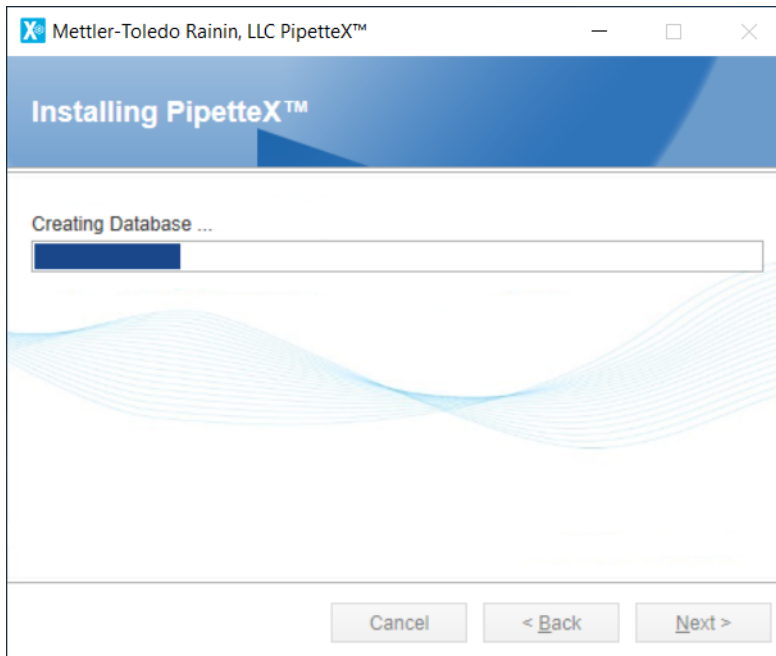 X®
Mettler-Toledo Rainin, LLC PipetteX™
Installing PipetteX™
Creating Database ...
Cancel
< Back
Next >